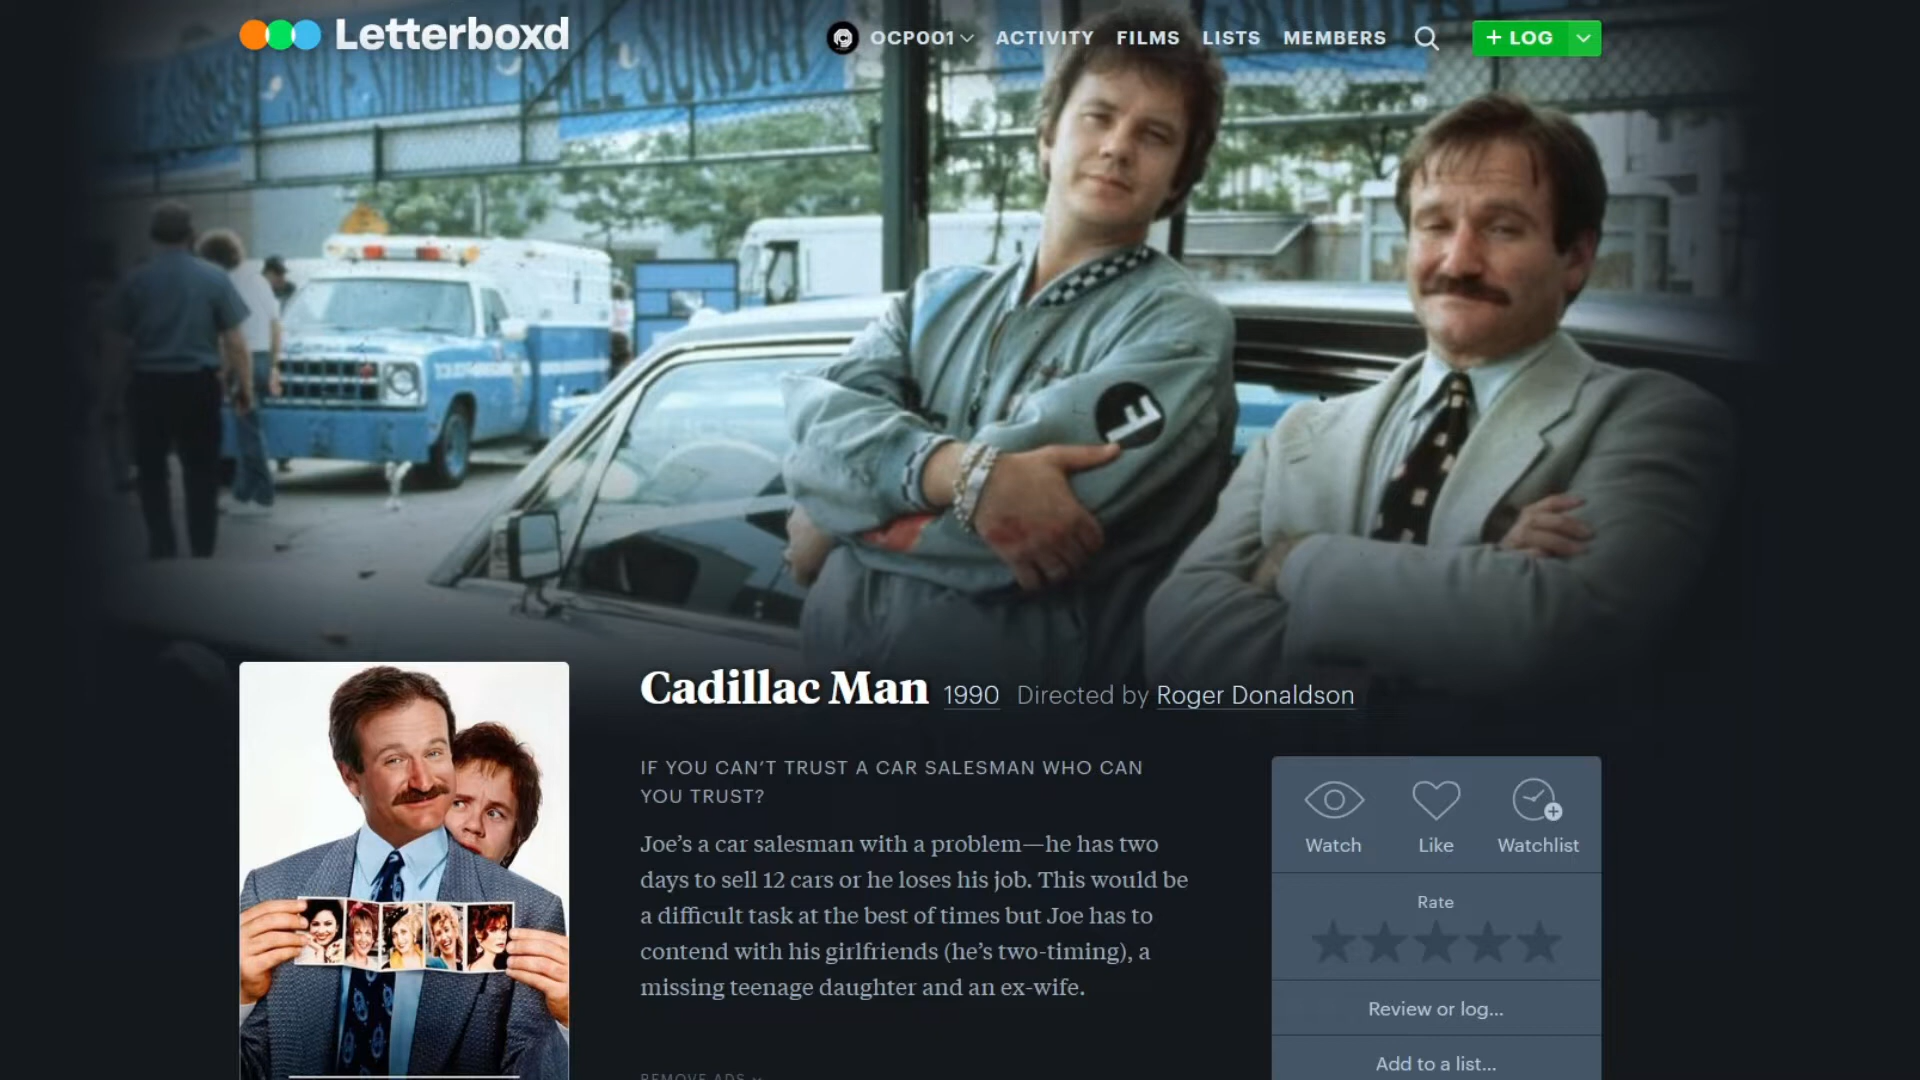 Letterboxd
OCP001 ACTIVITY FILMS LISTS MEMBERS + LOG
SALE SUNDAY
F
Cadillac Man 1990 Directed by Roger Donaldson
IF YOU CAN'T TRUST A CAR SALESMAN WHO CAN
YOU TRUST?
Joe's a car salesman with a problem—he has two
days to sell 12 cars or he loses his job. This would be
a difficult task at the best of times but Joe has to
contend with his girlfriends (he's two-timing), a
missing teenage daughter and an ex-wife.
REMOVE ADS
Watch Like Watchlist
Rate
Review or log...
Add to a list...